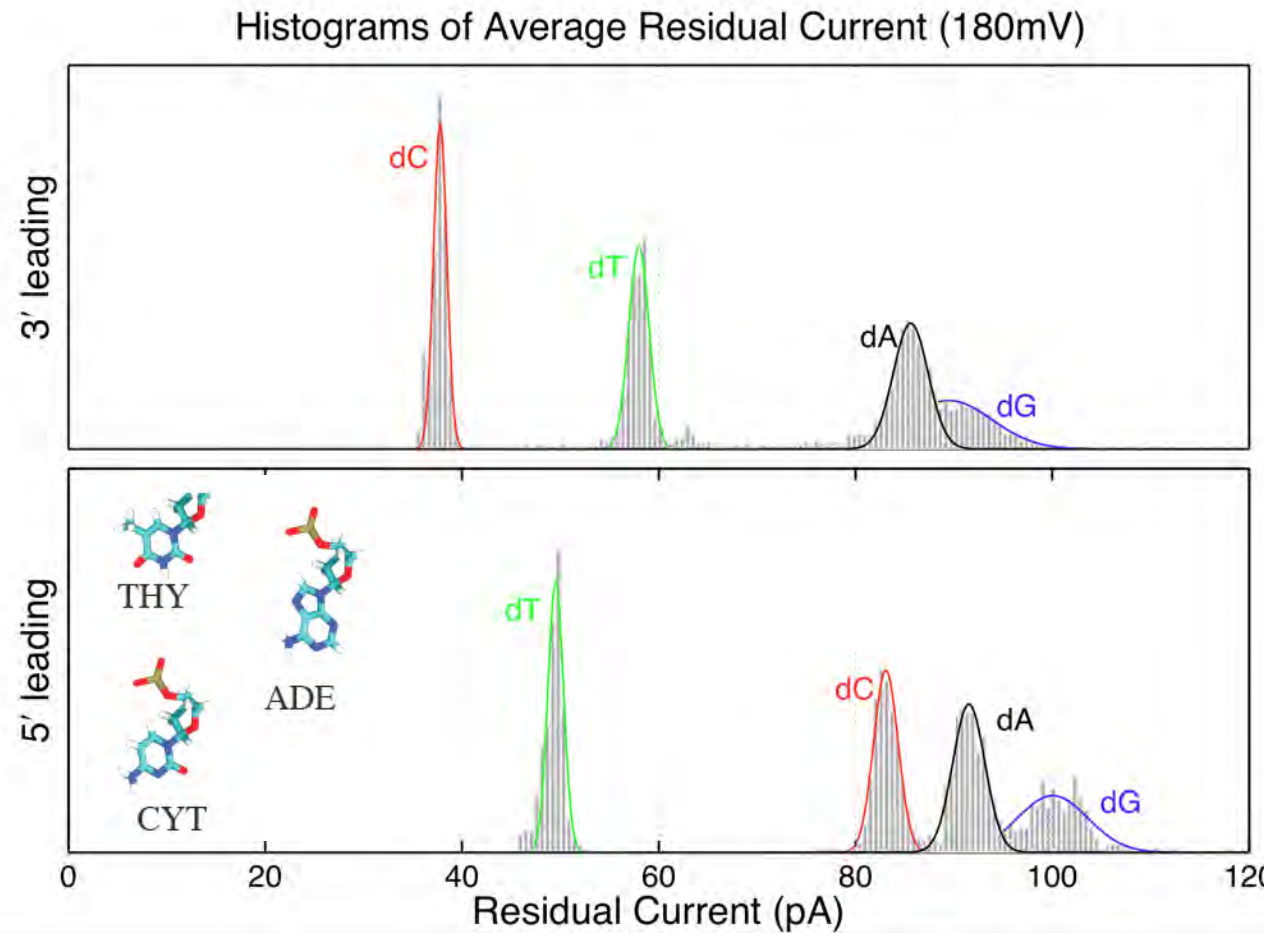 Histograms of Average Residual Current (180mV)
3′ leading
dC
dT
dA
dG
5′ leading
THY
ADE
CYT
dT
dC
dA
dG
0 20 40 60 80 100 120
Residual Current (pA)